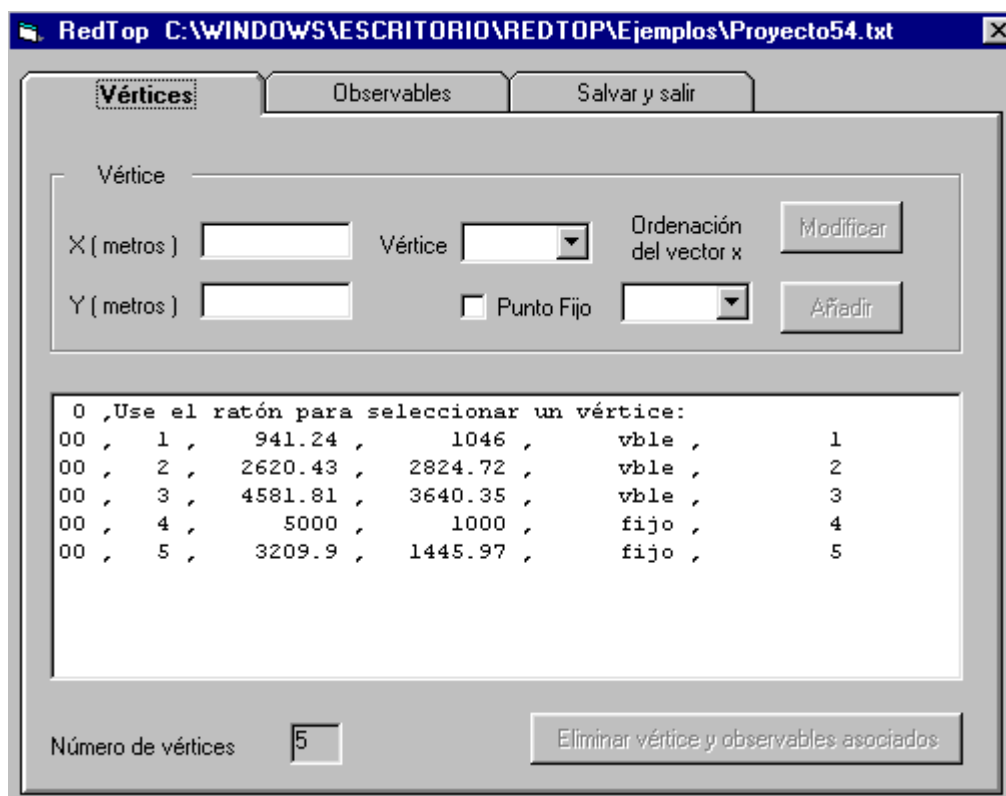 RedTop C:\WINDOWS\ESCRITORIO\REDTOP\Ejemplos\Proyecto54.txt
Vértices Observables Salvar y salir
Vértice
X ( metros ) Vértice Ordenación del vector x Modificar
Y ( metros ) Punto Fijo Añadir
0 ,Use el ratón para seleccionar un vértice:
00 , 1 , 941.24 , 1046 , vble , 1
00 , 2 , 2620.43 , 2824.72 , vble , 2
00 , 3 , 4581.81 , 3640.35 , vble , 3
00 , 4 , 5000 , 1000 , fijo , 4
00 , 5 , 3209.9 , 1445.97 , fijo , 5
Número de vértices 5 Eliminar vértice y observables asociados